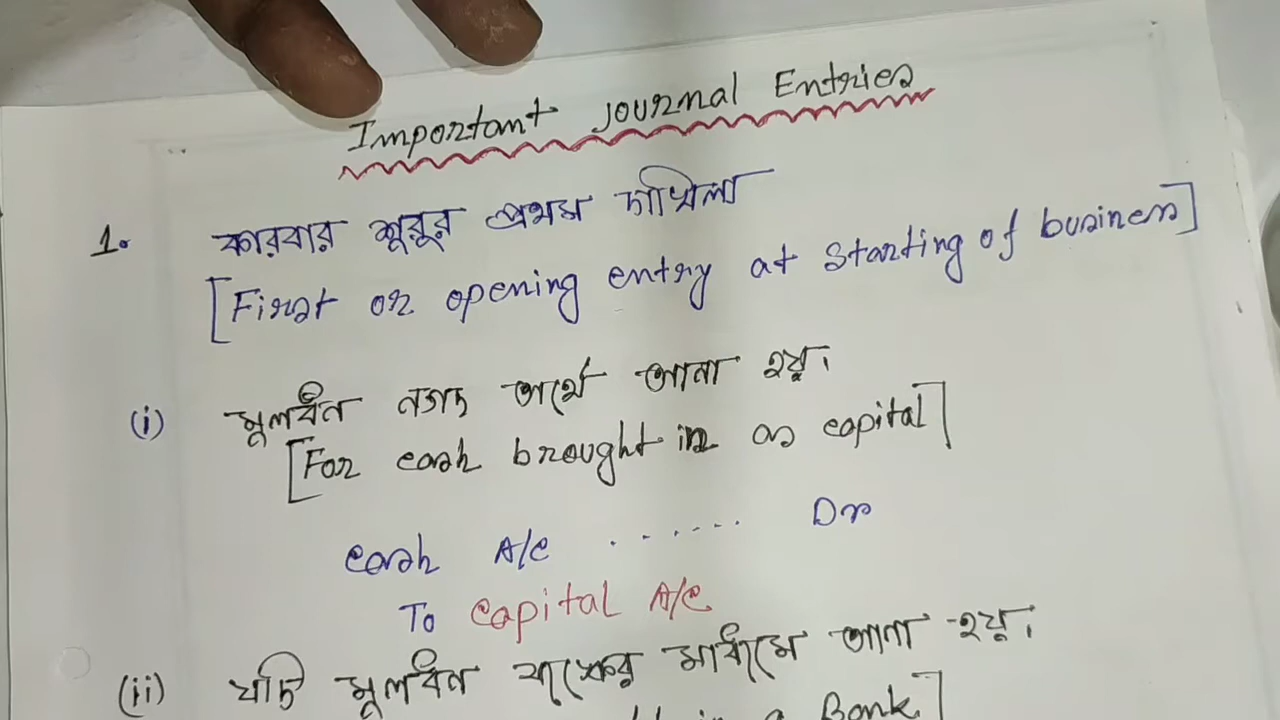 Important Journal Entries
1. কারবার শুরুর প্রথম দাখিলা
[First or opening entry at starting of business]
(i) মূলধন নগদ অর্থে আনা হয়।
[For cash brought in as capital]
Cash A/c ....... Dr
To Capital A/c
(ii) যদি মূলধন ব্যাঙ্কের মাধ্যমে আনা হয়।
Bank]